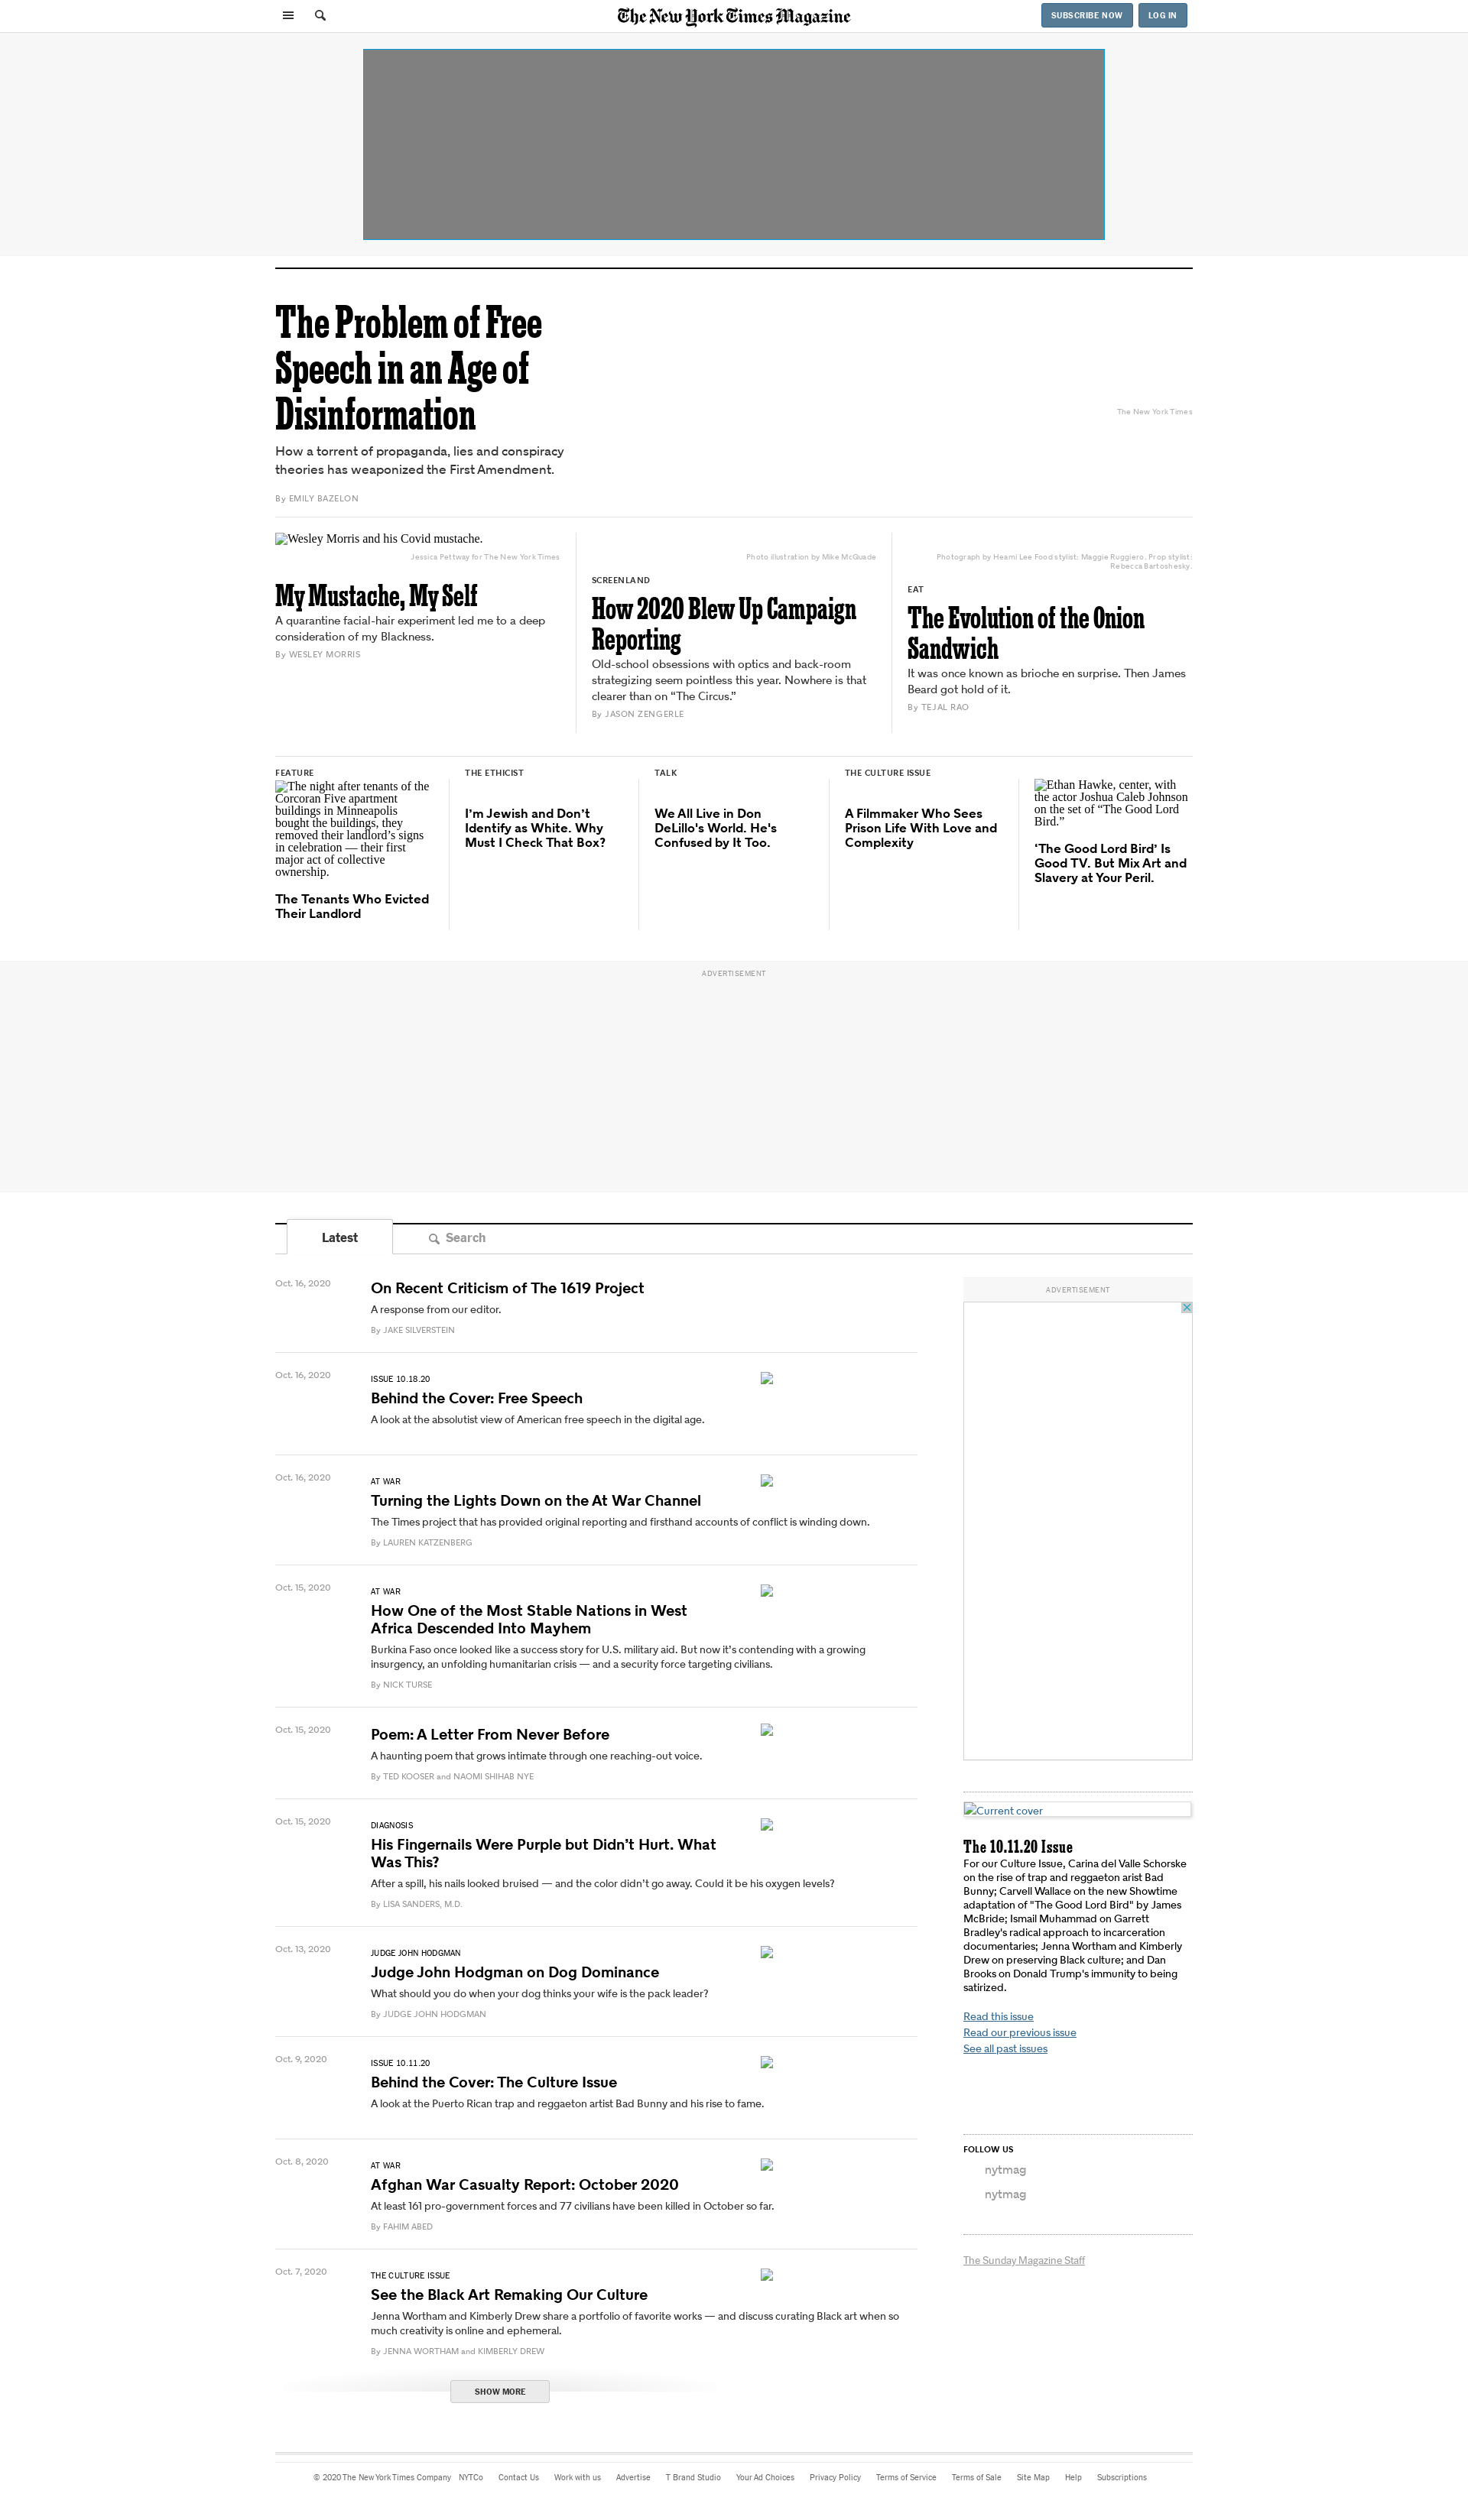 The New York Times Magazine
SUBSCRIBE NOW
LOG IN
The Problem of Free
Speech in an Age of
Disinformation
How a torrent of propaganda, lies and conspiracy
theories has weaponized the First Amendment.
By EMILY BAZELON
The New York Times
Wesley Morris and his Covid mustache.
Jessica Pettway for The New York Times
My Mustache, My Self
A quarantine facial-hair experiment led me to a deep
consideration of my Blackness.
By WESLEY MORRIS
Photo illustration by Mike McQuade
SCREENLAND
How 2020 Blew Up Campaign
Reporting
Old-school obsessions with optics and back-room
strategizing seem pointless this year. Nowhere is that
clearer than on “The Circus.”
By JASON ZENGERLE
Photograph by Heami Lee Food stylist: Maggie Ruggiero. Prop stylist:
Rebecca Bartoshesky.
EAT
The Evolution of the Onion
Sandwich
It was once known as brioche en surprise. Then James
Beard got hold of it.
By TEJAL RAO
FEATURE
The night after tenants of the
Corcoran Five apartment
buildings in Minneapolis
bought the buildings, they
removed their landlord’s signs
in celebration — their first
major act of collective
ownership.
The Tenants Who Evicted
Their Landlord
THE ETHICIST
I’m Jewish and Don’t
Identify as White. Why
Must I Check That Box?
TALK
We All Live in Don
DeLillo's World. He's
Confused by It Too.
THE CULTURE ISSUE
A Filmmaker Who Sees
Prison Life With Love and
Complexity
Ethan Hawke, center, with
the actor Joshua Caleb Johnson
on the set of “The Good Lord
Bird.”
‘The Good Lord Bird’ Is
Good TV. But Mix Art and
Slavery at Your Peril.
ADVERTISEMENT
Latest
Search
Oct. 16, 2020
On Recent Criticism of The 1619 Project
A response from our editor.
By JAKE SILVERSTEIN
Oct. 16, 2020
ISSUE 10.18.20
Behind the Cover: Free Speech
A look at the absolutist view of American free speech in the digital age.
Oct. 16, 2020
AT WAR
Turning the Lights Down on the At War Channel
The Times project that has provided original reporting and firsthand accounts of conflict is winding down.
By LAUREN KATZENBERG
Oct. 15, 2020
AT WAR
How One of the Most Stable Nations in West
Africa Descended Into Mayhem
Burkina Faso once looked like a success story for U.S. military aid. But now it’s contending with a growing
insurgency, an unfolding humanitarian crisis — and a security force targeting civilians.
By NICK TURSE
Oct. 15, 2020
Poem: A Letter From Never Before
A haunting poem that grows intimate through one reaching-out voice.
By TED KOOSER and NAOMI SHIHAB NYE
Oct. 15, 2020
DIAGNOSIS
His Fingernails Were Purple but Didn’t Hurt. What
Was This?
After a spill, his nails looked bruised — and the color didn’t go away. Could it be his oxygen levels?
By LISA SANDERS, M.D.
Oct. 13, 2020
JUDGE JOHN HODGMAN
Judge John Hodgman on Dog Dominance
What should you do when your dog thinks your wife is the pack leader?
By JUDGE JOHN HODGMAN
Oct. 9, 2020
ISSUE 10.11.20
Behind the Cover: The Culture Issue
A look at the Puerto Rican trap and reggaeton artist Bad Bunny and his rise to fame.
Oct. 8, 2020
AT WAR
Afghan War Casualty Report: October 2020
At least 161 pro-government forces and 77 civilians have been killed in October so far.
By FAHIM ABED
Oct. 7, 2020
THE CULTURE ISSUE
See the Black Art Remaking Our Culture
Jenna Wortham and Kimberly Drew share a portfolio of favorite works — and discuss curating Black art when so
much creativity is online and ephemeral.
By JENNA WORTHAM and KIMBERLY DREW
SHOW MORE
ADVERTISEMENT
Current cover
The 10.11.20 Issue
For our Culture Issue, Carina del Valle Schorske
on the rise of trap and reggaeton arist Bad
Bunny; Carvell Wallace on the new Showtime
adaptation of "The Good Lord Bird" by James
McBride; Ismail Muhammad on Garrett
Bradley's radical approach to incarceration
documentaries; Jenna Wortham and Kimberly
Drew on preserving Black culture; and Dan
Brooks on Donald Trump's immunity to being
satirized.
Read this issue
Read our previous issue
See all past issues
FOLLOW US
nytmag
nytmag
The Sunday Magazine Staff
© 2020 The New York Times Company NYTCo Contact Us Work with us Advertise T Brand Studio Your Ad Choices Privacy Policy Terms of Service Terms of Sale Site Map Help Subscriptions